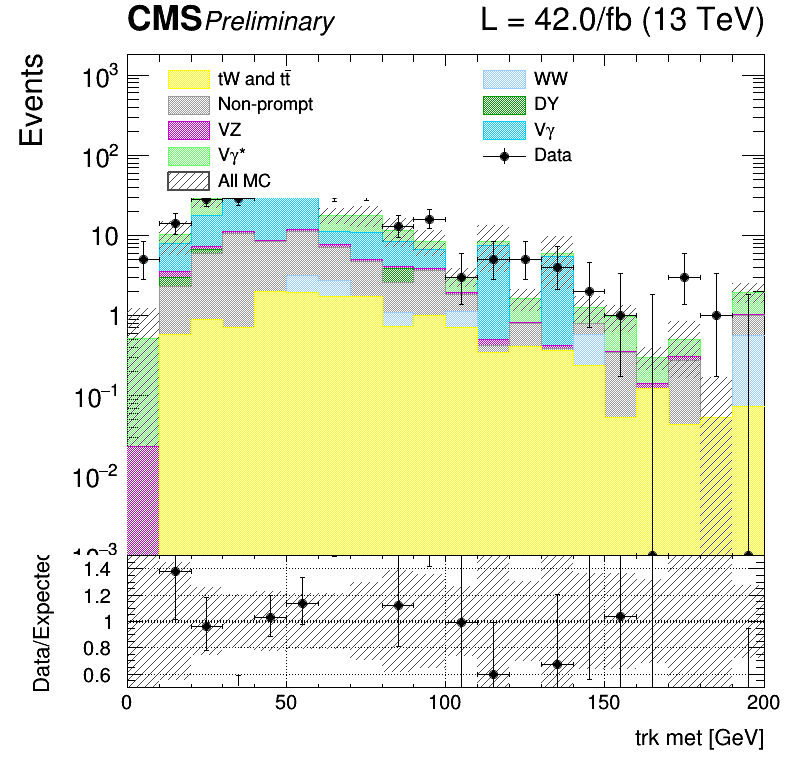 CMS Preliminary L = 42.0/fb (13 TeV)
Events
10³
10²
10
1
10⁻¹
10⁻²
10⁻³
tW and tt̄
Non-prompt
VZ
Vγ*
All MC
WW
DY
Vγ
Data
Data/Expected
1.4
1.2
1
0.8
0.6
0 50 100 150 200
trk met [GeV]